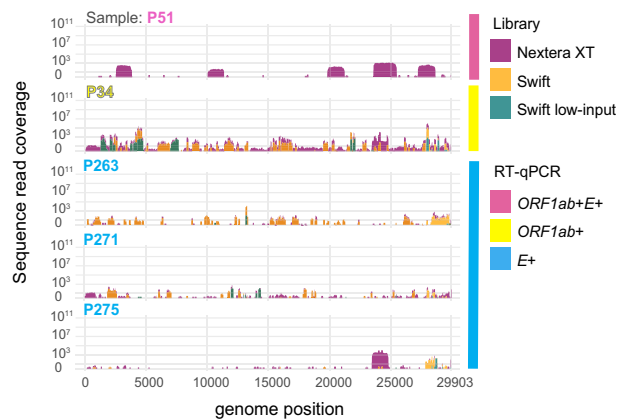 Sample: P51
10¹¹
10⁷
10³
0
P34
10¹¹
10⁷
10³
0
P263
10¹¹
10⁷
10³
0
P271
10¹¹
10⁷
10³
0
P275
10¹¹
10⁷
10³
0
0 5000 10000 15000 20000 25000 29903
genome position
Sequence read coverage
Library
Nextera XT
Swift
Swift low-input
RT-qPCR
ORF1ab+E+
ORF1ab+
E+